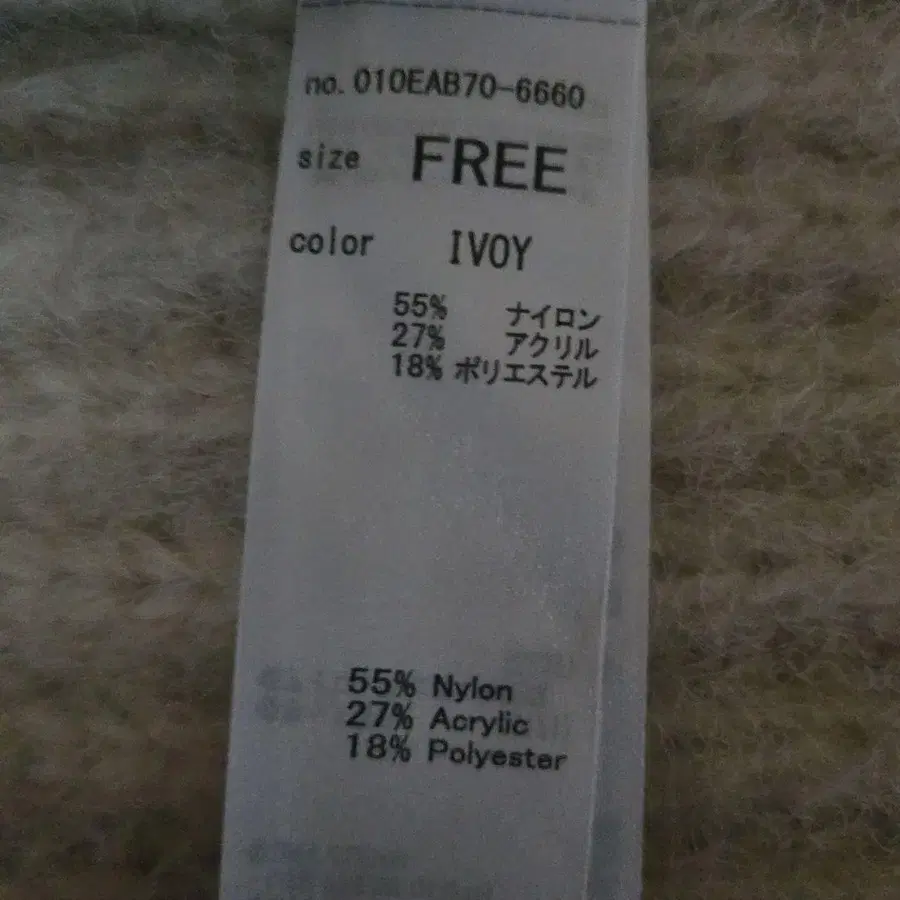 no. 010EAB70-6660
size FREE
color IVOY
55% ナイロン
27% アクリル
18% ポリエステル
55% Nylon
27% Acrylic
18% Polyester